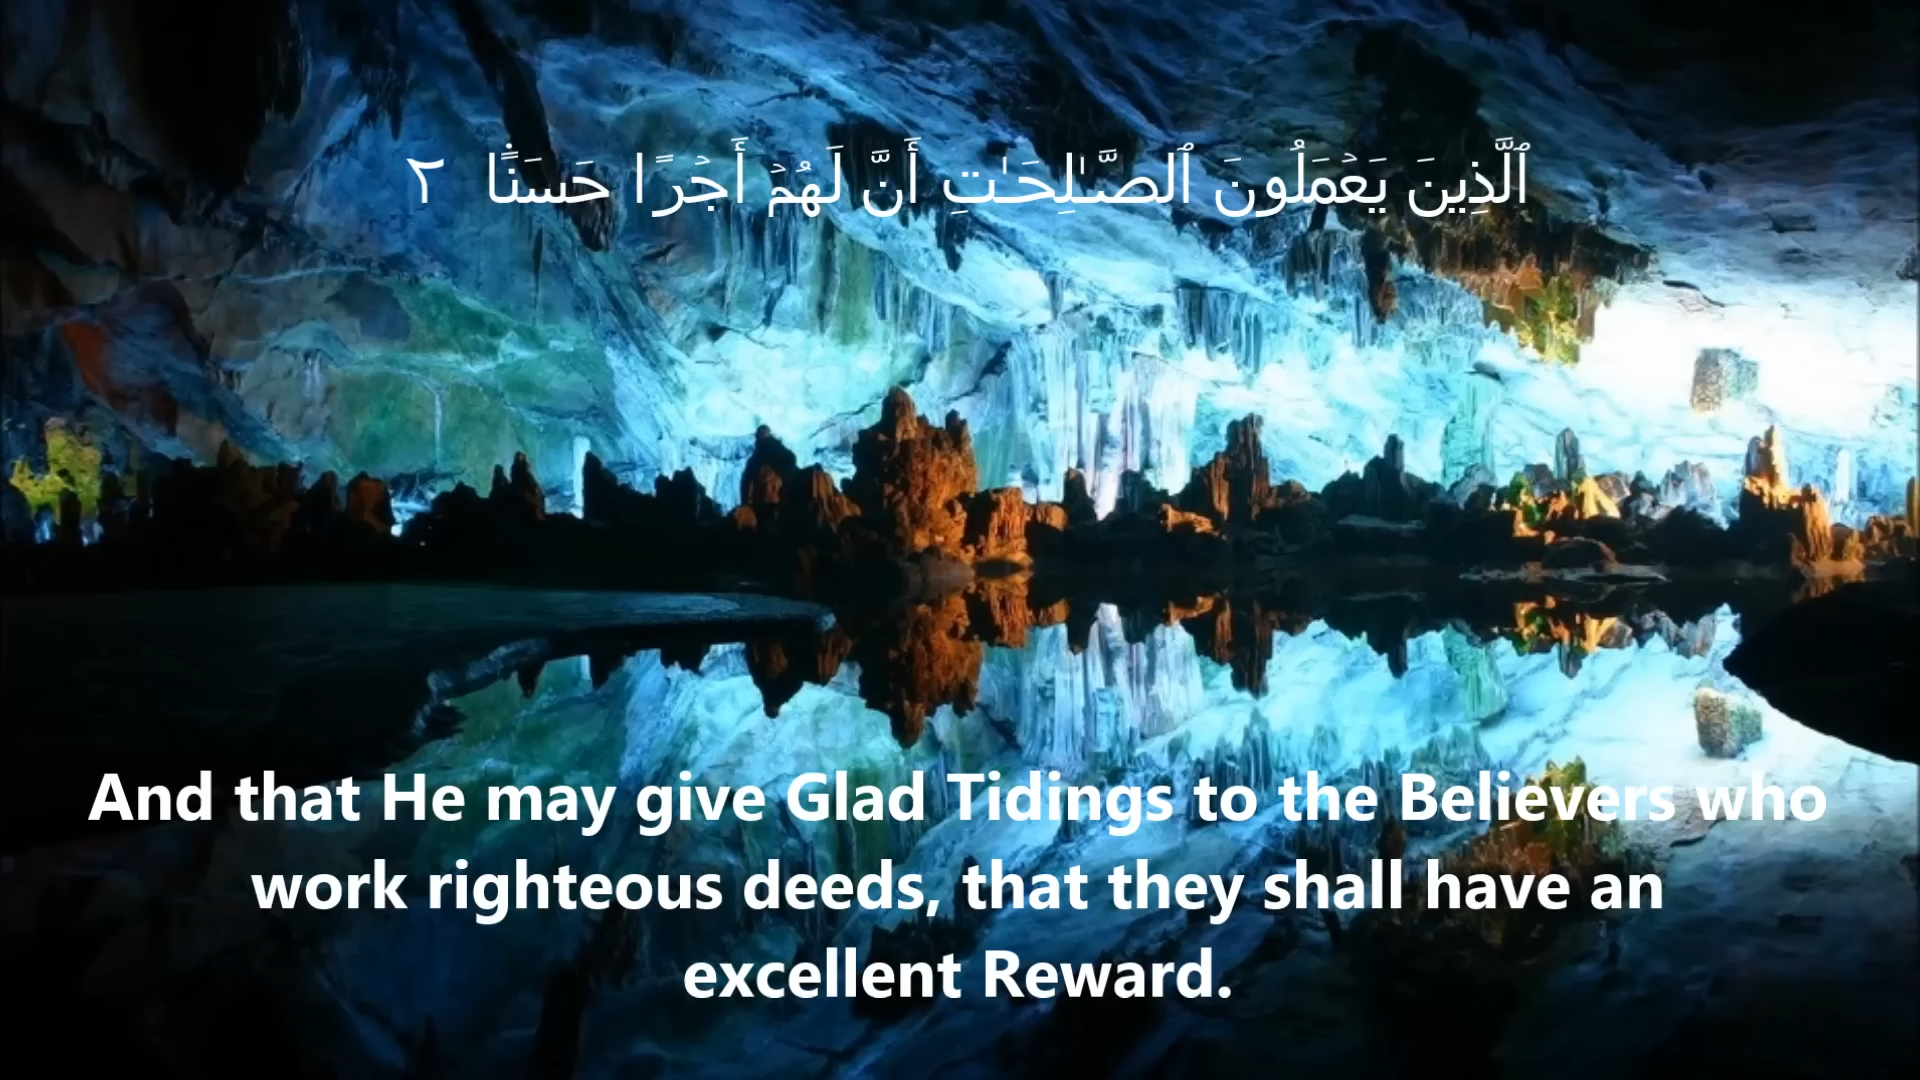 ٱلَّذِينَ يَعۡمَلُونَ ٱلصَّـٰلِحَـٰتِ أَنَّ لَهُمۡ أَجۡرًا حَسَنً۬ا ٢
And that He may give Glad Tidings to the Believers who
work righteous deeds, that they shall have an
excellent Reward.